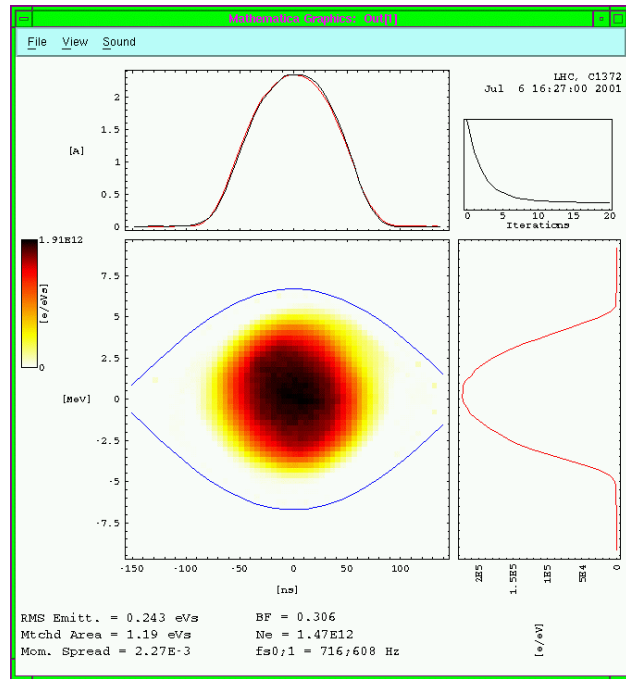 Mathematica Graphics: Out[1]
File View Sound
LHC, C1372
Jul 6 16:27:00 2001
2
1.5
[A]
1
0.5
0
0 5 10 15 20
Iterations
1.91E12
[e/eVs]
0
7.5
5
2.5
[MeV]
0
-2.5
-5
-7.5
-150 -100 -50 0 50 100
[ns]
2E5
1.5E5
1E5
5E4
0
[e/eV]
RMS Emitt. = 0.243 eVs BF = 0.306
Mtchd Area = 1.19 eVs Ne = 1.47E12
Mom. Spread = 2.27E-3 fs0;1 = 716;608 Hz